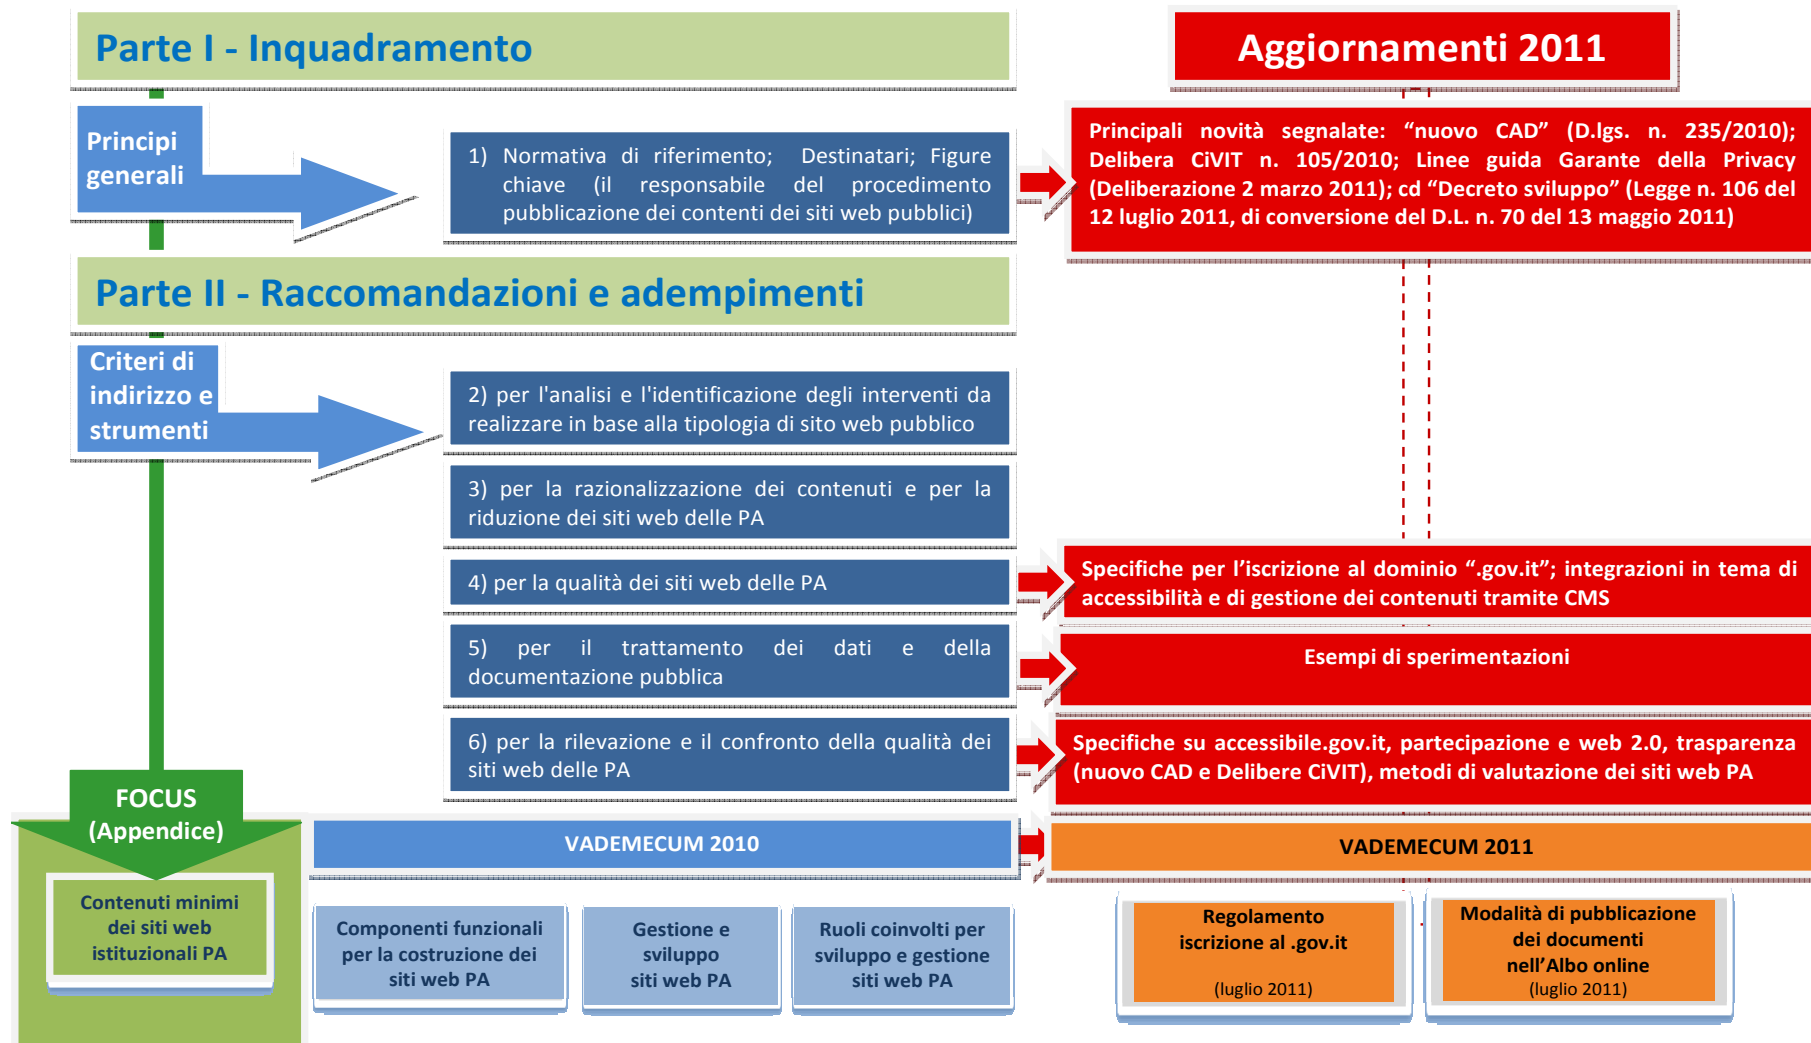 Parte I - Inquadramento
Aggiornamenti 2011
Principi
generali
1) Normativa di riferimento; Destinatari; Figure
chiave (il responsabile del procedimento
pubblicazione dei contenti dei siti web pubblici)
Principali novità segnalate: “nuovo CAD” (D.lgs. n. 235/2010);
Delibera CiVIT n. 105/2010; Linee guida Garante della Privacy
(Deliberazione 2 marzo 2011); cd “Decreto sviluppo” (Legge n. 106 del
12 luglio 2011, di conversione del D.L. n. 70 del 13 maggio 2011)
Parte II - Raccomandazioni e adempimenti
Criteri di
indirizzo e
strumenti
2) per l'analisi e l'identificazione degli interventi da
realizzare in base alla tipologia di sito web pubblico
3) per la razionalizzazione dei contenuti e per la
riduzione dei siti web delle PA
4) per la qualità dei siti web delle PA
Specifiche per l’iscrizione al dominio “.gov.it”; integrazioni in tema di
accessibilità e di gestione dei contenuti tramite CMS
5) per il trattamento dei dati e della
documentazione pubblica
Esempi di sperimentazioni
6) per la rilevazione e il confronto della qualità dei
siti web delle PA
Specifiche su accessibile.gov.it, partecipazione e web 2.0, trasparenza
(nuovo CAD e Delibere CiVIT), metodi di valutazione dei siti web PA
FOCUS
(Appendice)
VADEMECUM 2010
VADEMECUM 2011
Contenuti minimi
dei siti web
istituzionali PA
Componenti funzionali
per la costruzione dei
siti web PA
Gestione e
sviluppo
siti web PA
Ruoli coinvolti per
sviluppo e gestione
siti web PA
Regolamento
iscrizione al .gov.it
(luglio 2011)
Modalità di pubblicazione
dei documenti
nell’Albo online
(luglio 2011)